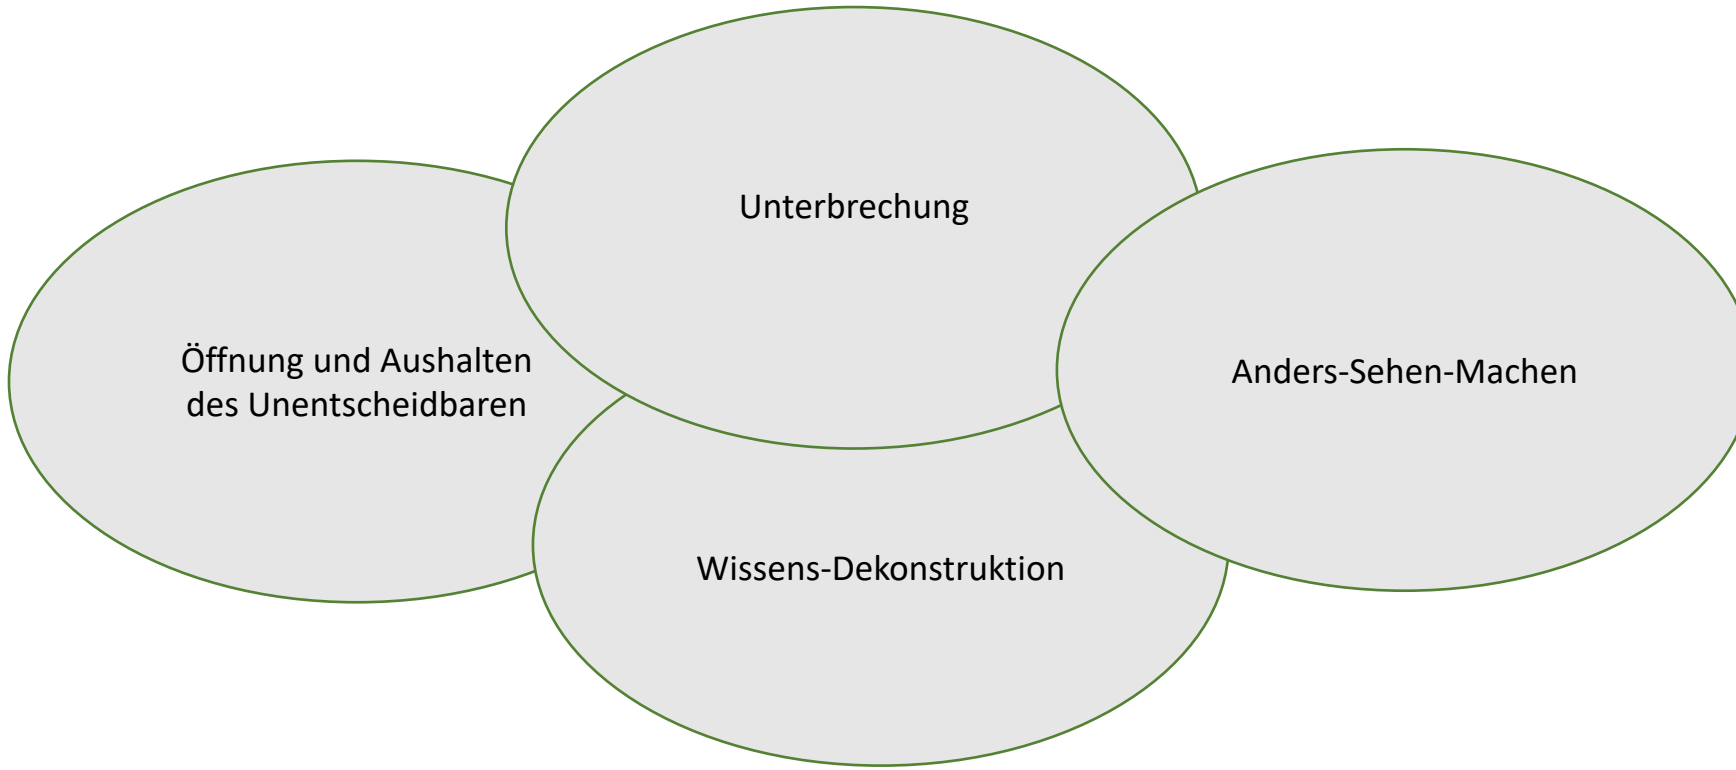 Unterbrechung
Öffnung und Aushalten
des Unentscheidbaren
Anders-Sehen-Machen
Wissens-Dekonstruktion